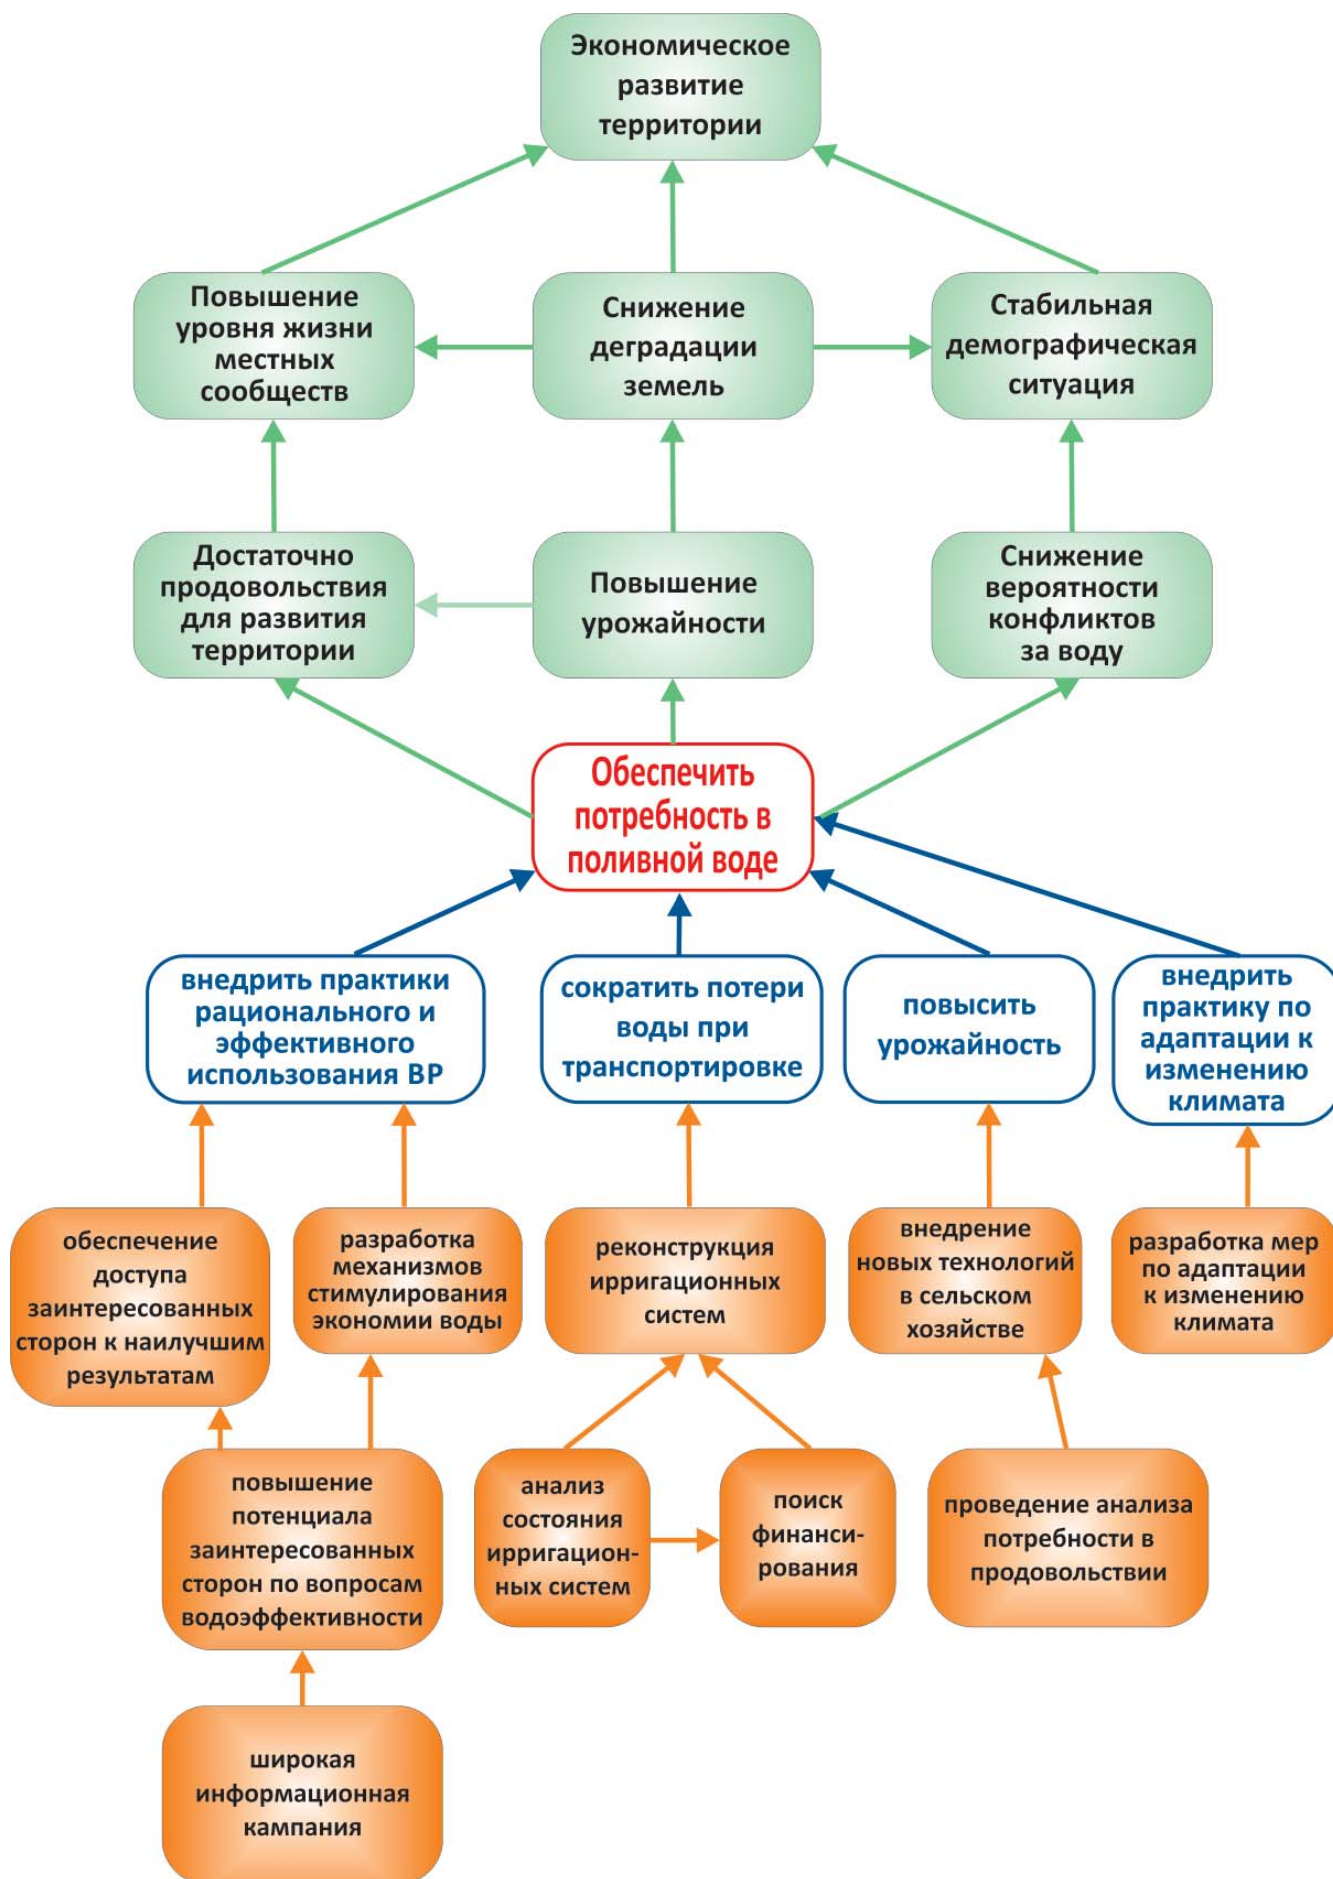 Экономическое
развитие
территории
Повышение
уровня жизни
местных
сообществ
Снижение
деградации
земель
Стабильная
демографическая
ситуация
Достаточно
продовольствия
для развития
территории
Повышение
урожайности
Снижение
вероятности
конфликтов
за воду
Обеспечить
потребность в
поливной воде
внедрить практики
рационального и
эффективного
использования ВР
сократить потери
воды при
транспортировке
повысить
урожайность
внедрить
практику по
адаптации к
изменению
климата
обеспечение
доступа
заинтересованных
сторон к наилучшим
результатам
разработка
механизмов
стимулирования
экономии воды
реконструкция
ирригационных
систем
внедрение
новых технологий
в сельском
хозяйстве
разработка мер
по адаптации
к изменению
климата
повышение
потенциала
заинтересованных
сторон по вопросам
водоэффективности
анализ
состояния
ирригацион-
ных систем
поиск
финанси-
рования
проведение анализа
потребности в
продовольствии
широкая
информационная
кампания